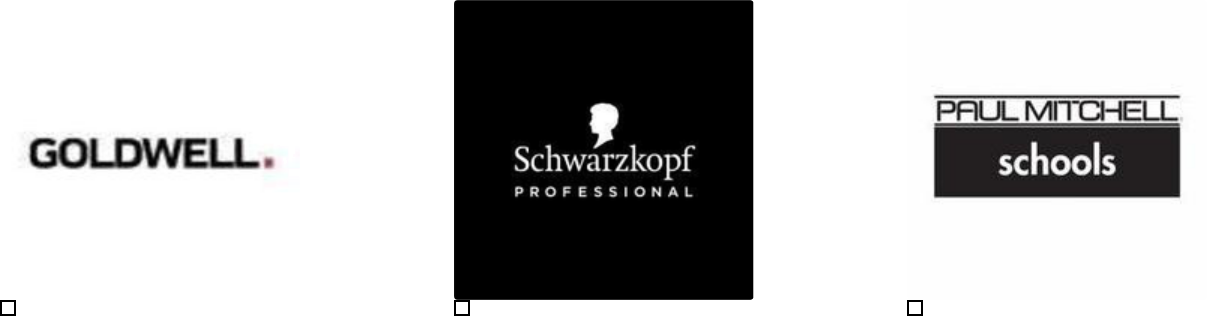 GOLDWELL.
Schwarzkopf
PROFESSIONAL
PAUL MITCHELL
schools